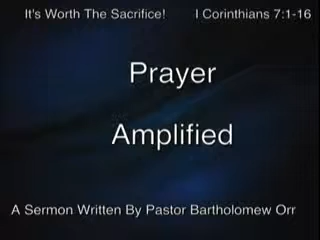 It's Worth The Sacrifice! I Corinthians 7:1-16
Prayer
Amplified
A Sermon Written By Pastor Bartholomew Orr